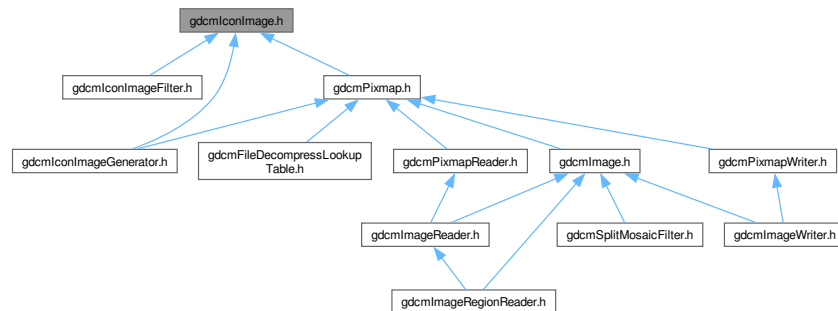 gdcmIconImage.h
gdcmIconImageFilter.h
gdcmPixmap.h
gdcmIconImageGenerator.h
gdcmFileDecompressLookup
Table.h
gdcmPixmapReader.h
gdcmImage.h
gdcmPixmapWriter.h
gdcmImageReader.h
gdcmSplitMosaicFilter.h
gdcmImageWriter.h
gdcmImageRegionReader.h